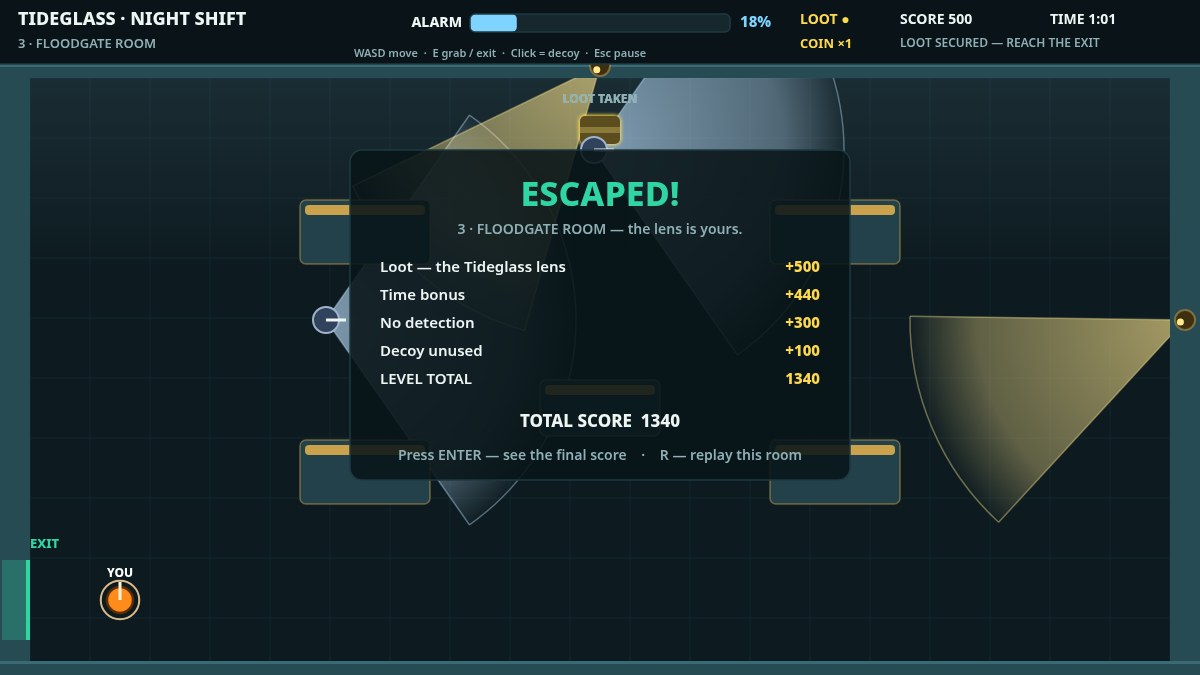 TIDEGLASS · NIGHT SHIFT
3 · FLOODGATE ROOM
ALARM 18%
WASD move · E grab / exit · Click = decoy · Esc pause
LOOT ●
COIN ×1
SCORE 500
TIME 1:01
LOOT SECURED — REACH THE EXIT
LOOT TAKEN
ESCAPED!
3 · FLOODGATE ROOM — the lens is yours.
Loot — the Tideglass lens +500
Time bonus +440
No detection +300
Decoy unused +100
LEVEL TOTAL 1340
TOTAL SCORE 1340
Press ENTER — see the final score · R — replay this room
EXIT
YOU